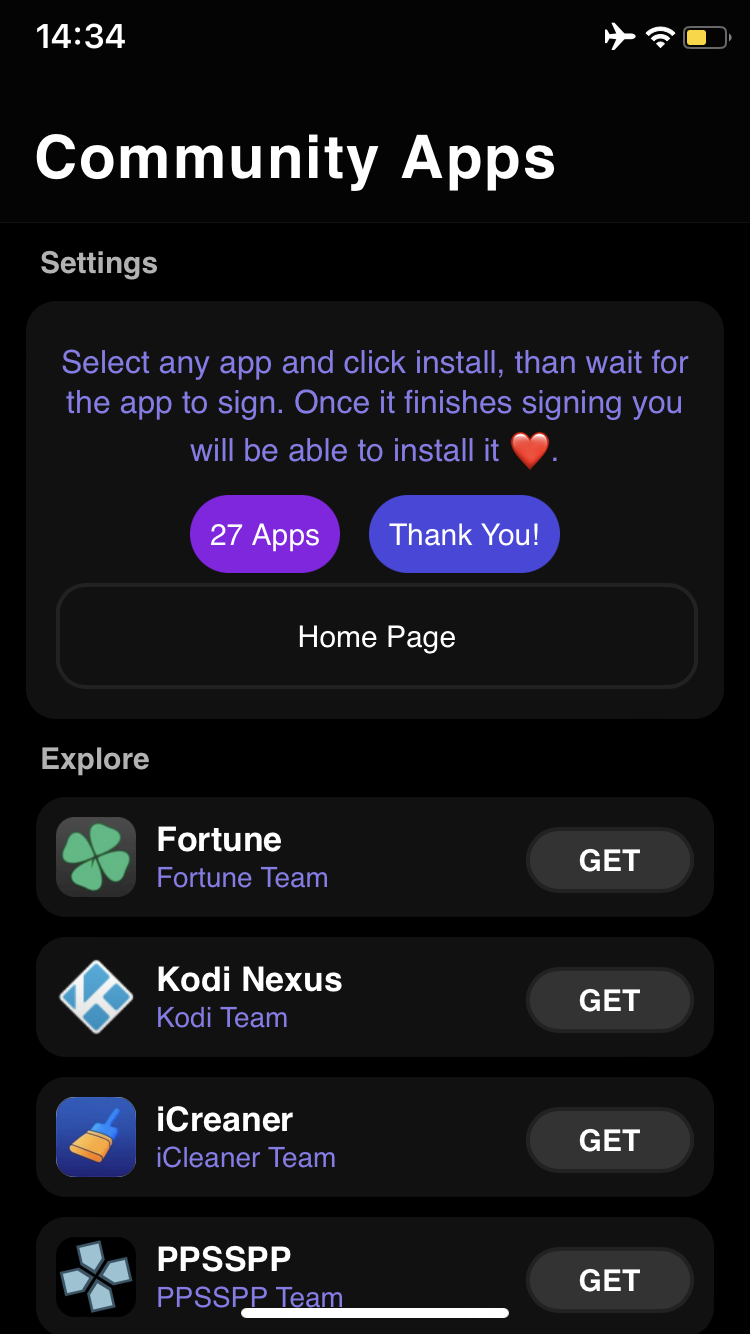 14:34
Community Apps
Settings
Select any app and click install, than wait for
the app to sign. Once it finishes signing you
will be able to install it ❤️.
27 Apps
Thank You!
Home Page
Explore
Fortune
Fortune Team
GET
Kodi Nexus
Kodi Team
GET
iCreaner
iCleaner Team
GET
PPSSPP
PPSSPP Team
GET